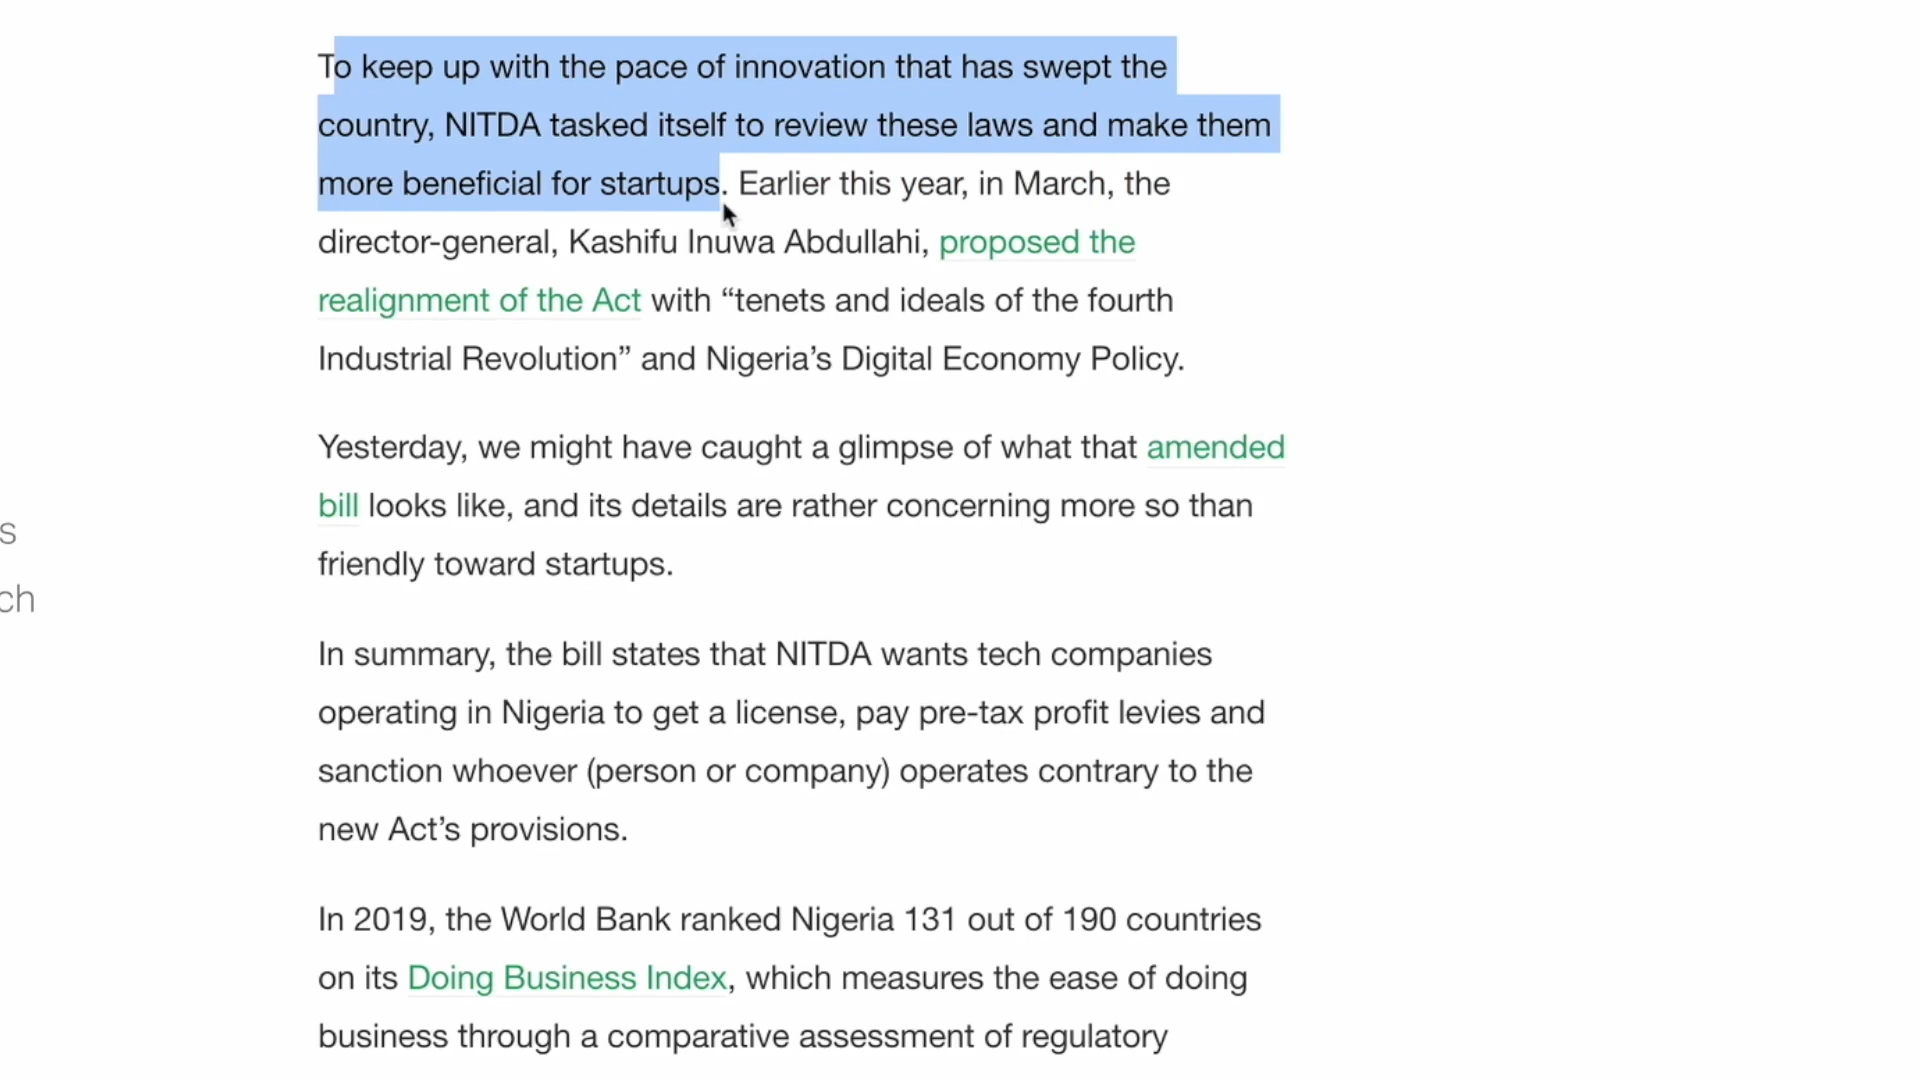 To keep up with the pace of innovation that has swept the
country, NITDA tasked itself to review these laws and make them
more beneficial for startups. Earlier this year, in March, the
director-general, Kashifu Inuwa Abdullahi, proposed the
realignment of the Act with “tenets and ideals of the fourth
Industrial Revolution” and Nigeria’s Digital Economy Policy.
Yesterday, we might have caught a glimpse of what that amended
bill looks like, and its details are rather concerning more so than
friendly toward startups.
s
ch
In summary, the bill states that NITDA wants tech companies
operating in Nigeria to get a license, pay pre-tax profit levies and
sanction whoever (person or company) operates contrary to the
new Act’s provisions.
In 2019, the World Bank ranked Nigeria 131 out of 190 countries
on its Doing Business Index, which measures the ease of doing
business through a comparative assessment of regulatory